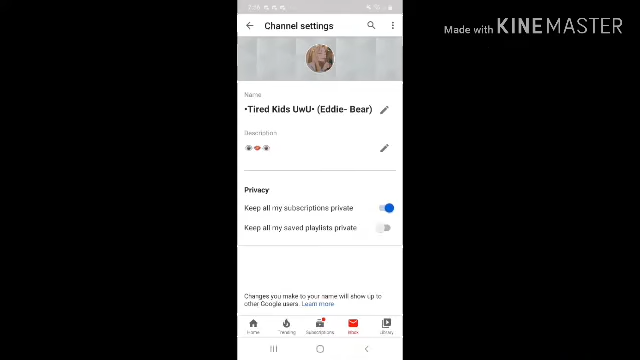 Made with KINEMASTER
Channel settings
Name
•Tired Kids UwU• (Eddie- Bear)
Description
👁👄👁
Privacy
Keep all my subscriptions private
Keep all my saved playlists private
Changes you make to your name will show up to
other Google users. Learn more
Home
Trending
Subscriptions
Inbox
Library